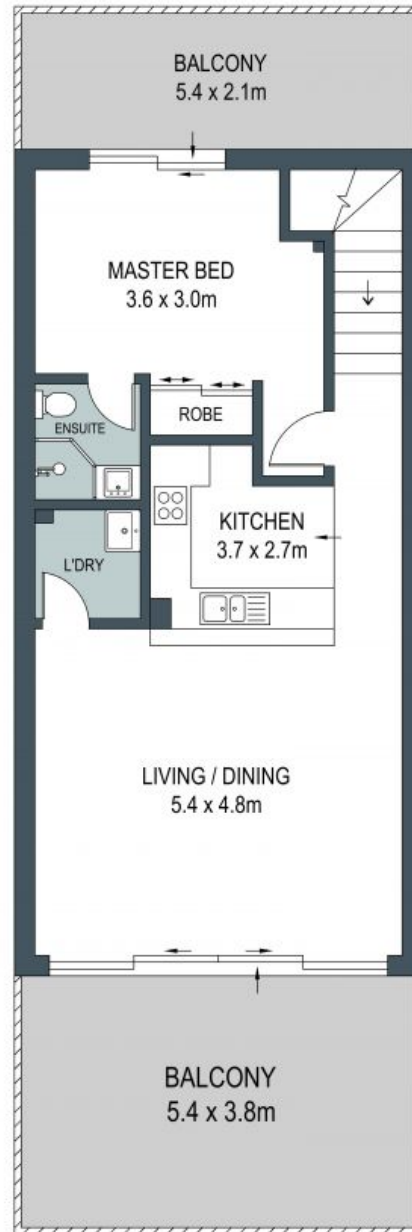 BALCONY
5.4 x 2.1m
MASTER BED
3.6 x 3.0m
ROBE
ENSUITE
KITCHEN
3.7 x 2.7m
L'DRY
LIVING / DINING
5.4 x 4.8m
BALCONY
5.4 x 3.8m